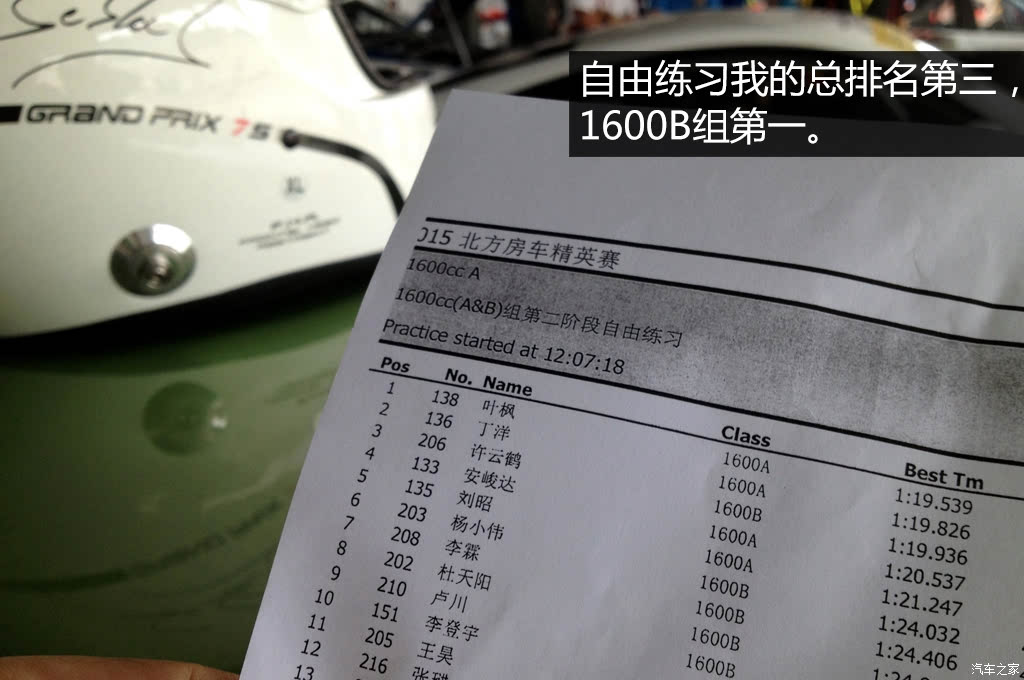 自由练习我的总排名第三，
1600B组第一。
GRAND PRIX 7S
015 北方房车精英赛
1600cc A
1600cc(A&B)组第二阶段自由练习
Practice started at 12:07:18
Pos No. Name Class Best Tm
1 138 叶枫 1600A 1:19.539
2 136 丁洋 1600A 1:19.826
3 206 许云鹤 1600B 1:19.936
4 133 安峻达 1600A 1:20.537
5 135 刘昭 1600A 1:21.247
6 203 杨小伟 1600B 1:24.032
7 208 李霖 1600B 1:24.406
8 202 杜天阳 1600B
9 210 卢川 1600B
10 151 李登宇
11 205 王昊
12 216
13
汽车之家